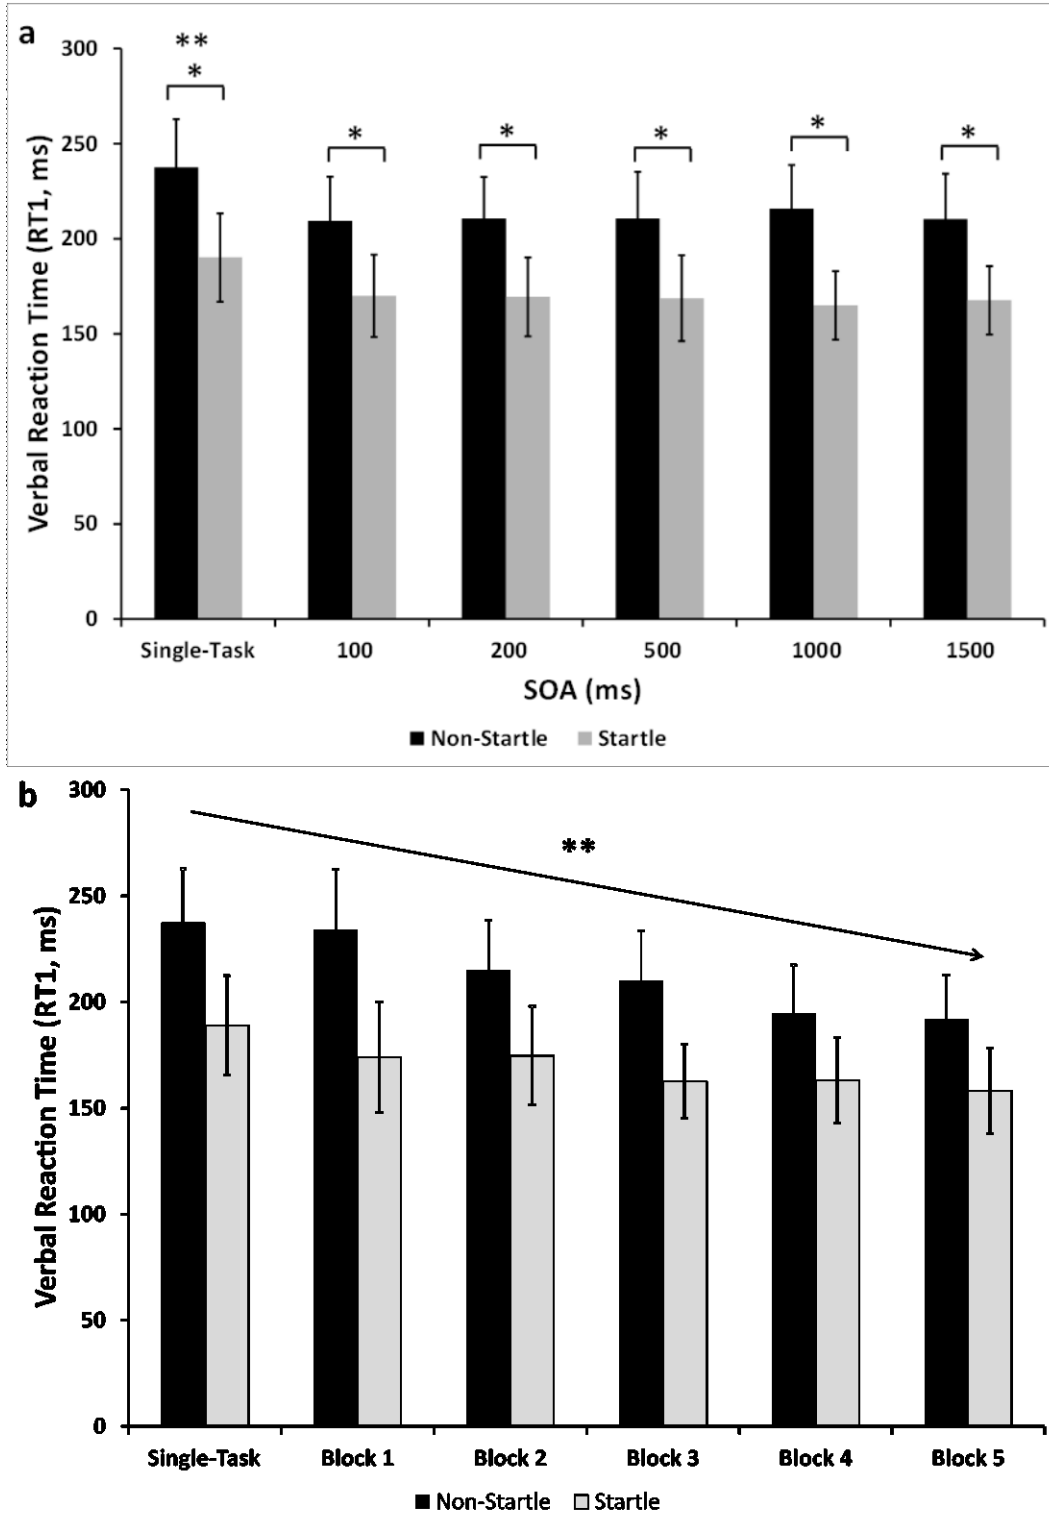 a
300
250
200
150
100
50
0
Verbal Reaction Time (RT1, ms)
**
*
*
*
*
*
*
Single-Task 100 200 500 1000 1500
SOA (ms)
Non-Startle Startle
b
300
250
200
150
100
50
0
Verbal Reaction Time (RT1, ms)
**
Single-Task Block 1 Block 2 Block 3 Block 4 Block 5
Non-Startle Startle